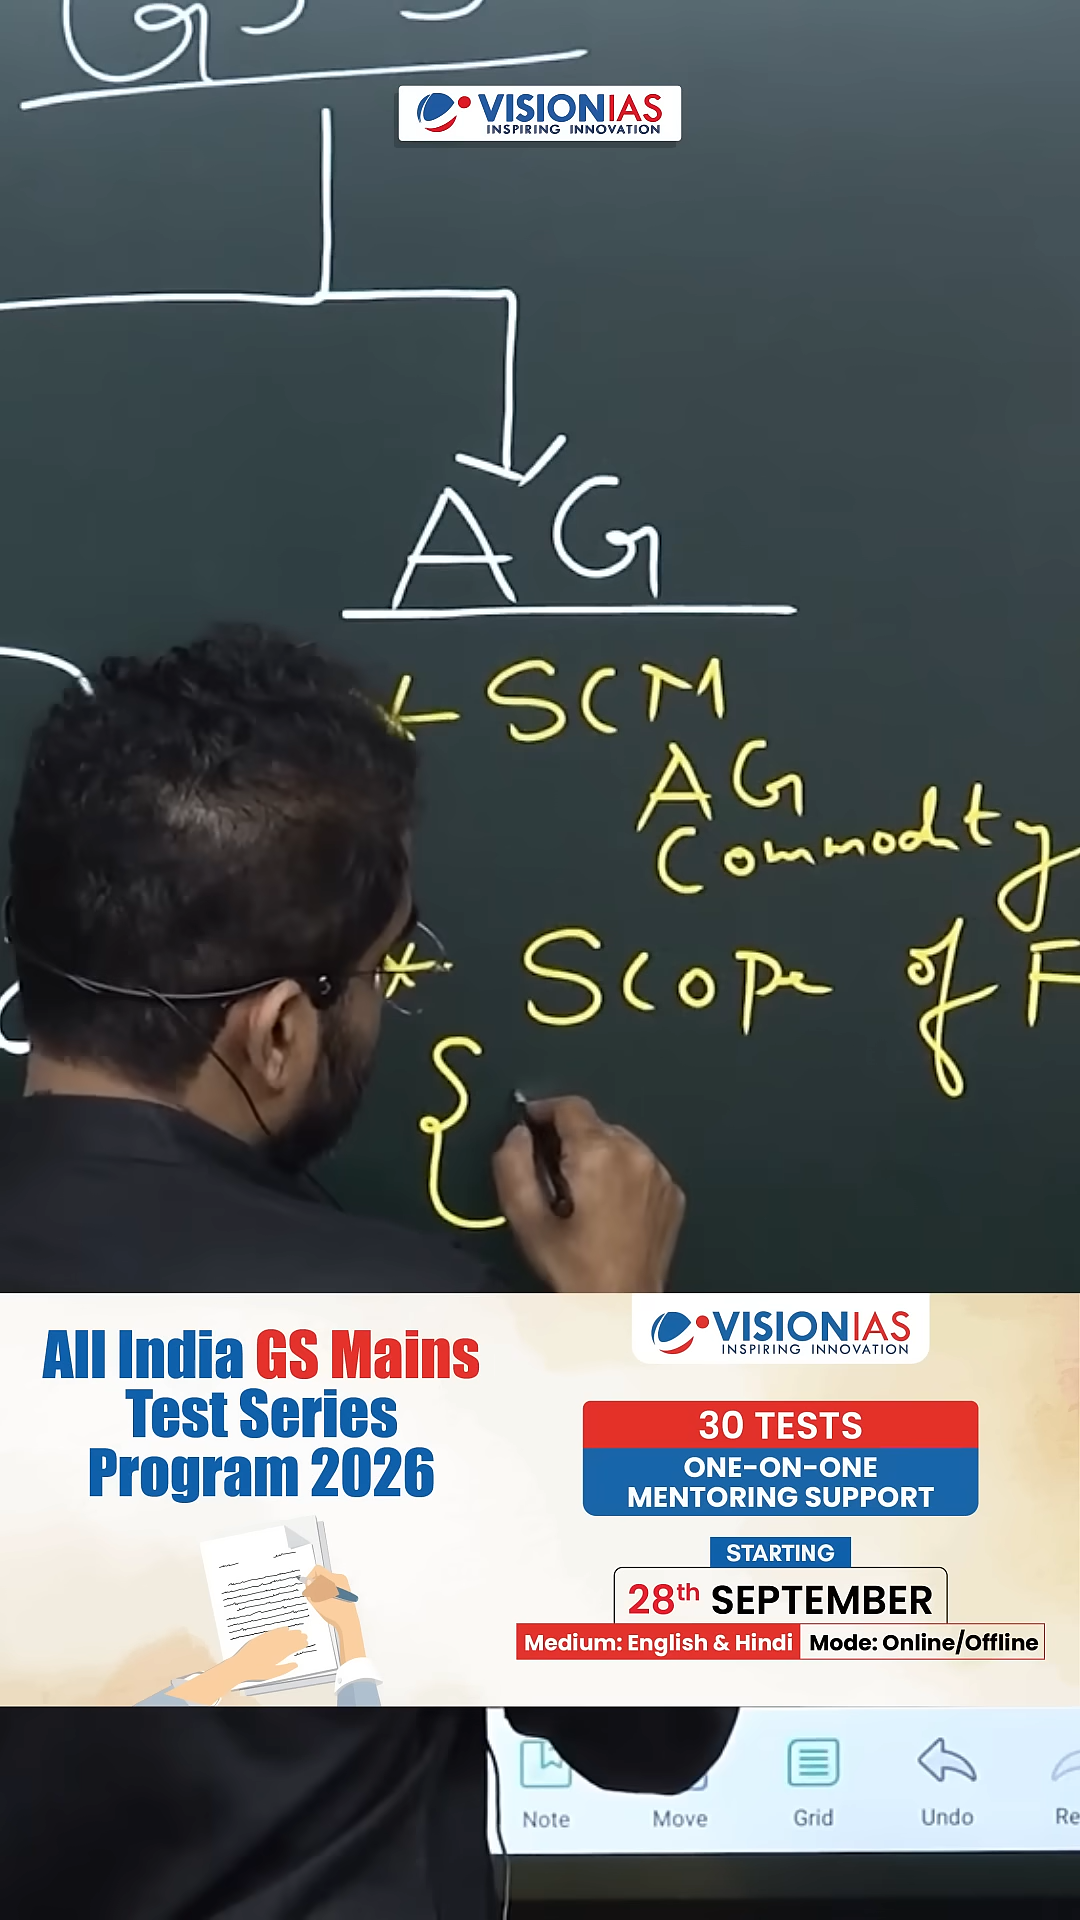 VISIONIAS
INSPIRING INNOVATION
AG
* SCM
AG
Commodity
* Scope of F
All India GS Mains
Test Series
Program 2026
VISIONIAS
INSPIRING INNOVATION
30 TESTS
ONE-ON-ONE
MENTORING SUPPORT
STARTING
28th SEPTEMBER
Medium: English & Hindi Mode: Online/Offline
Note Move Grid Undo Re